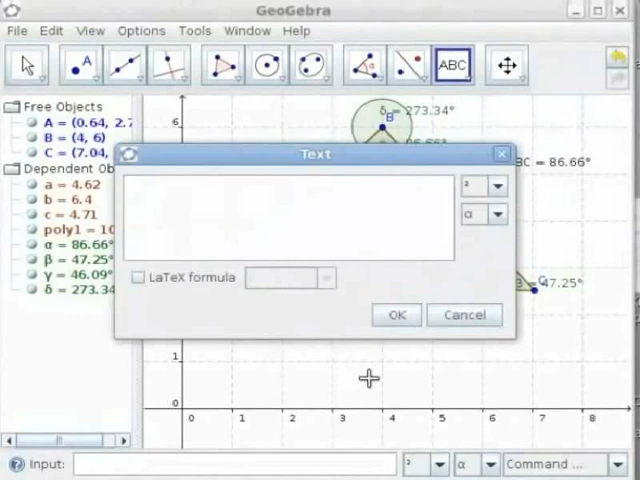 GeoGebra
File Edit View Options Tools Window Help
A
ABC
Free Objects
A = (0.64, 2.7
B = (4, 6)
C = (7.04,
Dependent Ob
a = 4.62
b = 6.4
c = 4.71
poly1 = 10
α = 86.66°
β = 47.25°
γ = 46.09°
δ = 273.34
δ = 273.34°
B
6
BC = 86.66°
Text
²
α
LaTeX formula
OK Cancel
C
= 47.25°
1
0
0 1 2 3 4 5 6 7 8
Input: ² α Command ...